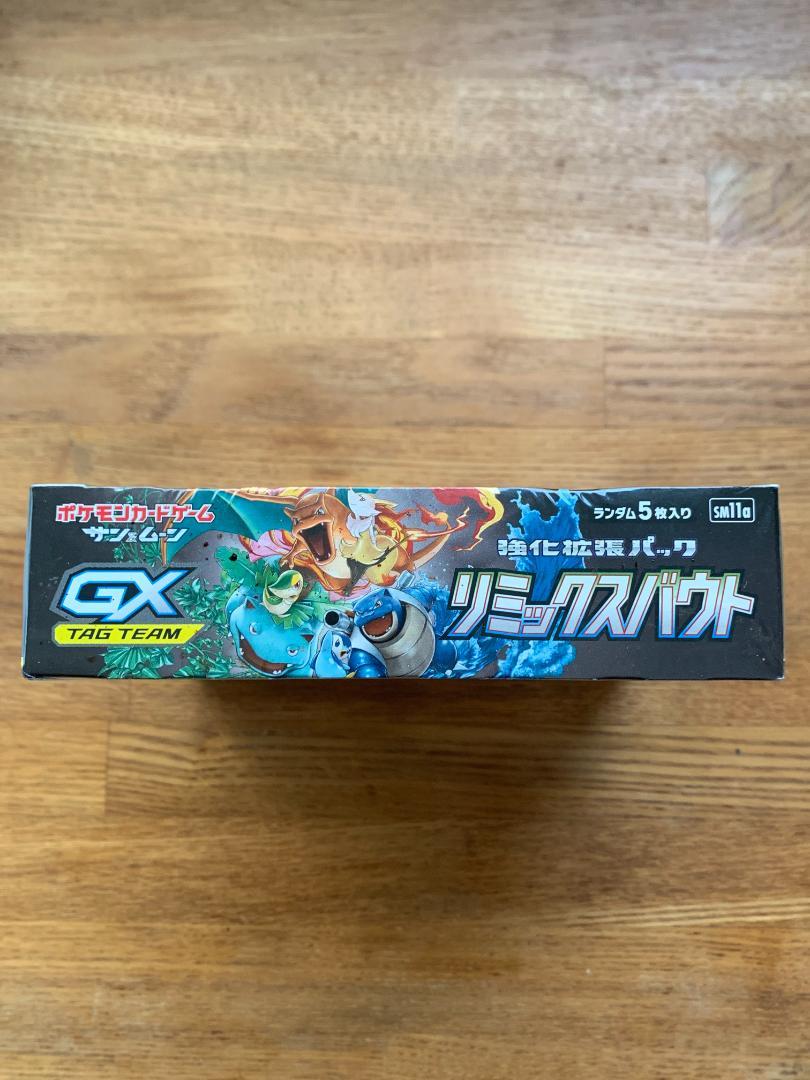 ポケモンカードゲーム
サン&ムーン
GX
TAG TEAM
ランダム5枚入り
SM11a
強化拡張パック
リミックスバウト